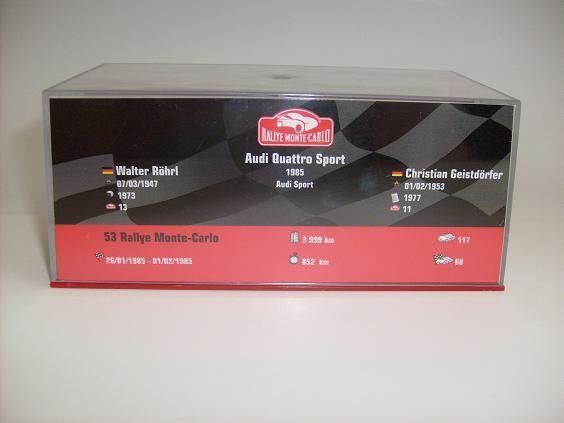 RALLYE MONTE-CARLO
Audi Quattro Sport
1985
Audi Sport
Walter Röhrl
07/03/1947
1973
13
Christian Geistdörfer
01/02/1953
1977
11
53 Rallye Monte-Carlo
26/01/1985 - 01/02/1985
3 999 km
852 km
117
68